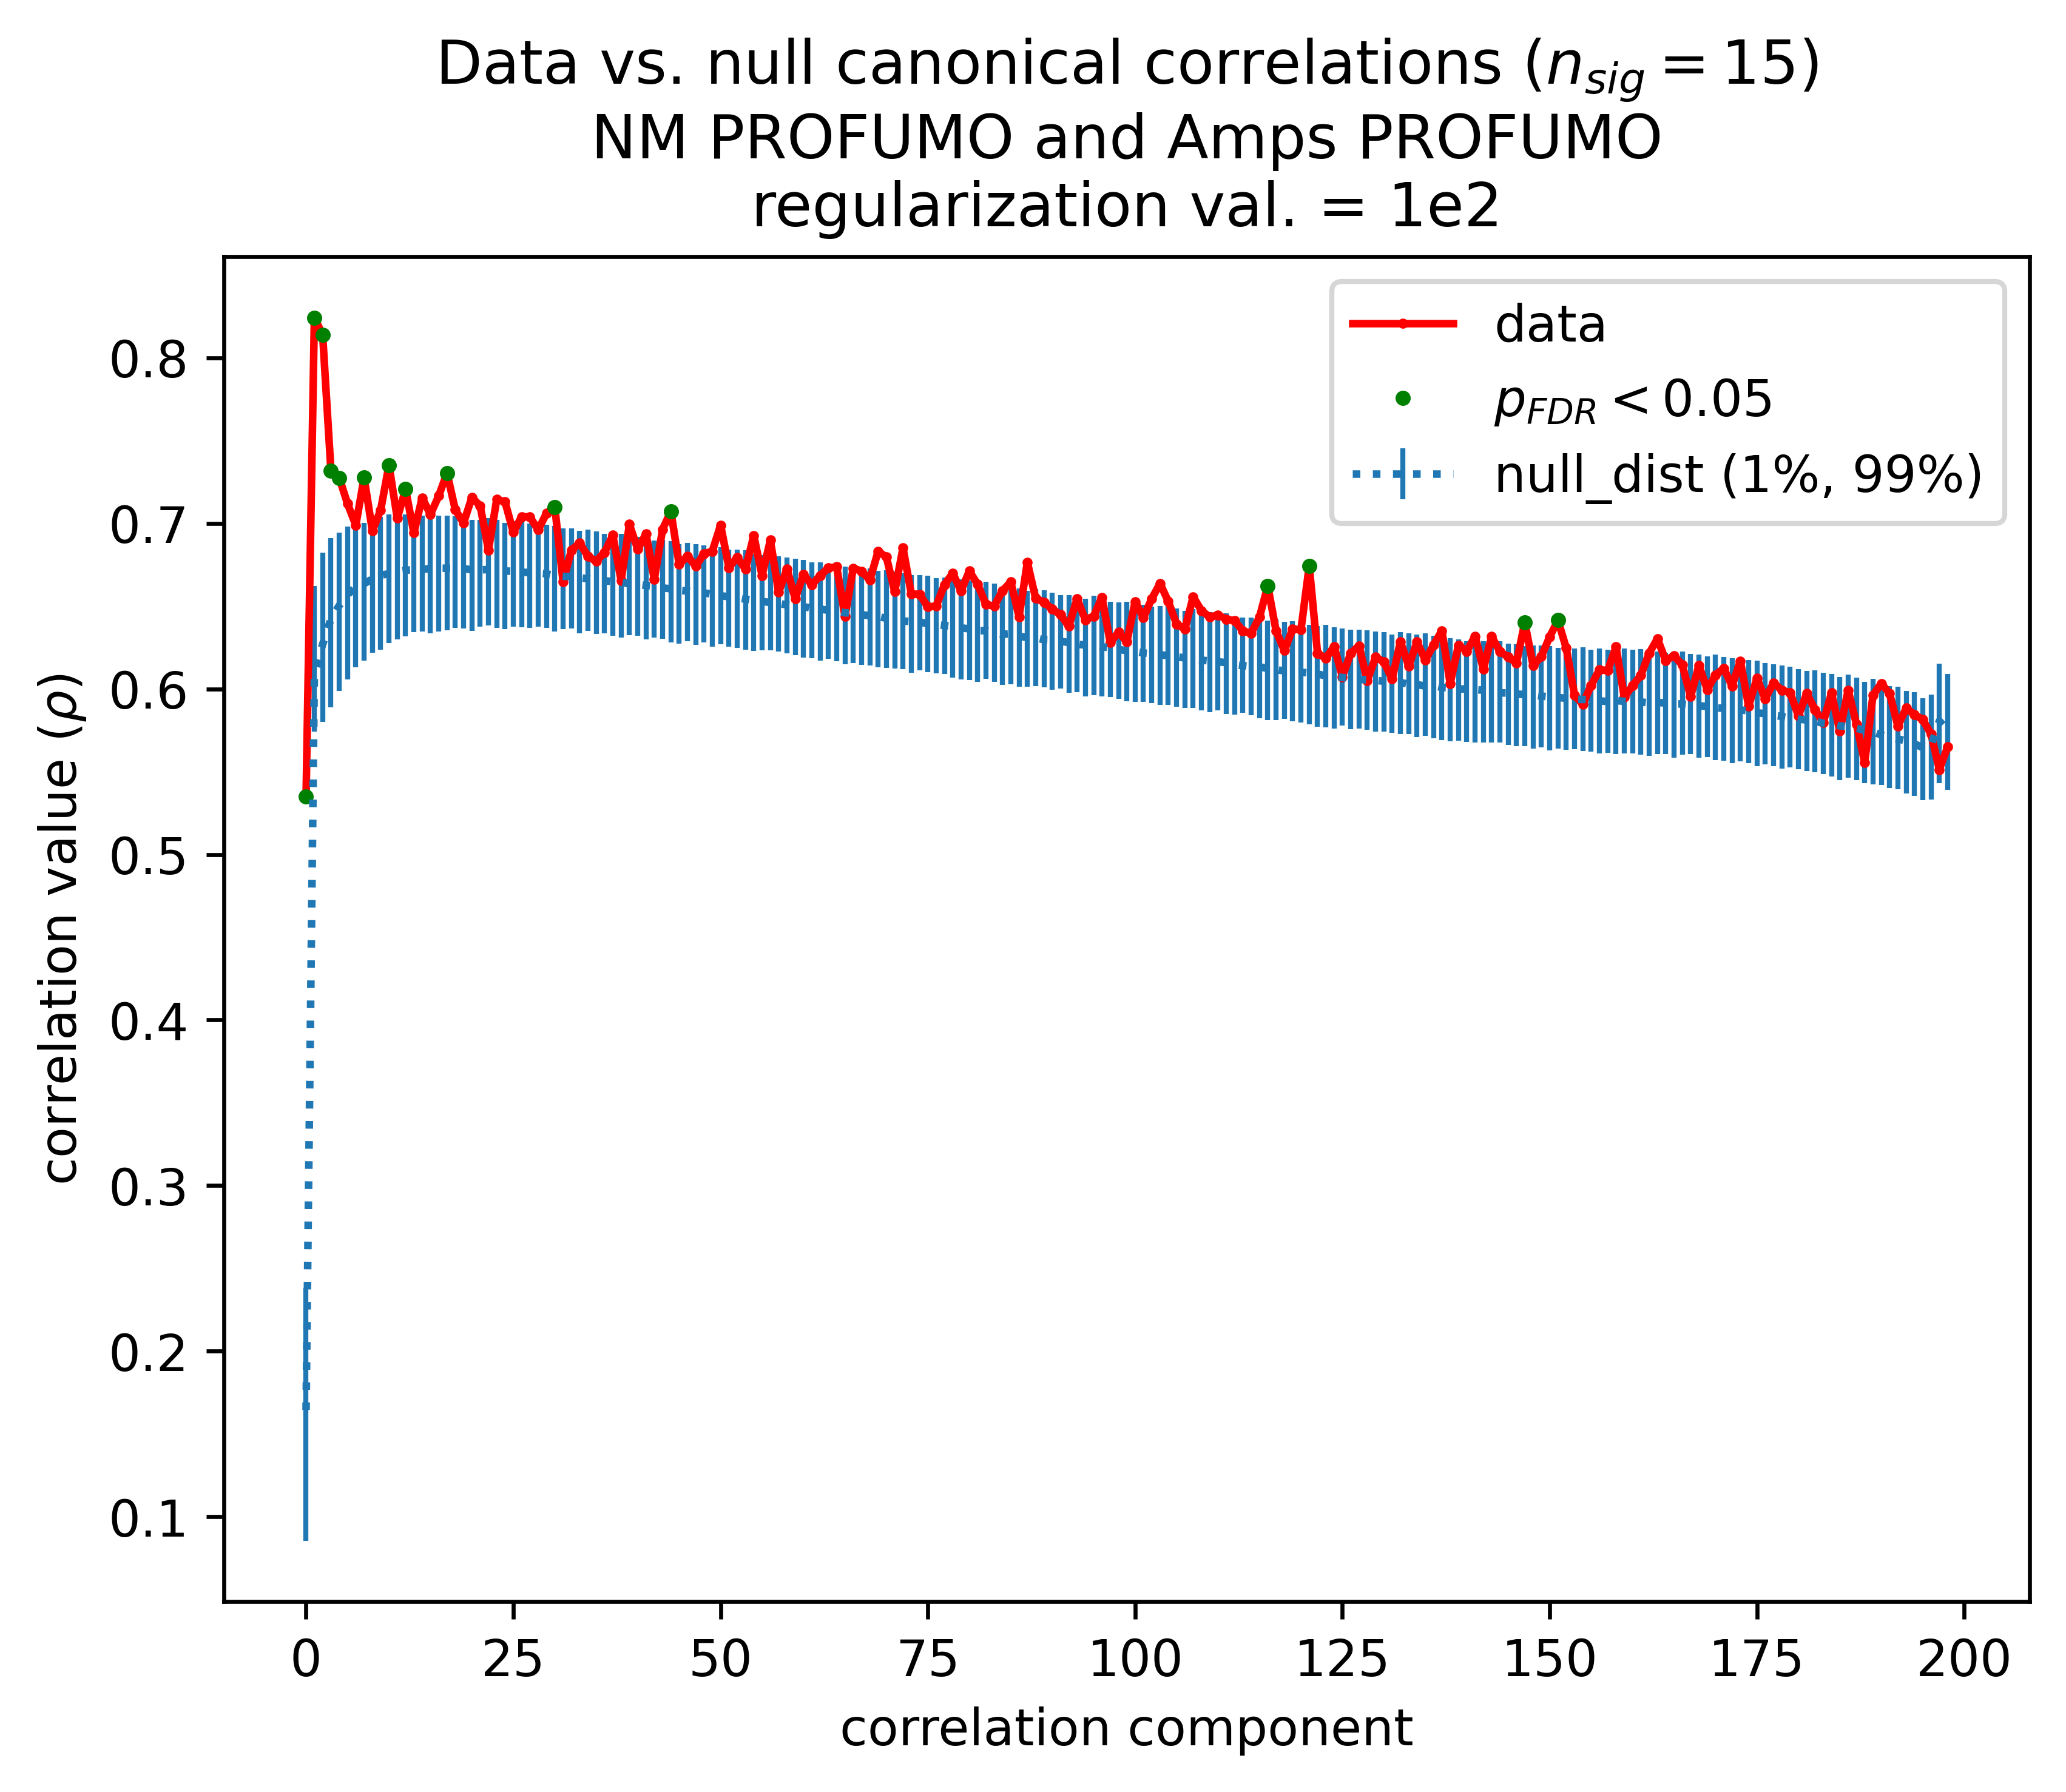 Data vs. null canonical correlations (n_sig = 15)
NM PROFUMO and Amps PROFUMO
regularization val. = 1e2
data
p_FDR < 0.05
null_dist (1%, 99%)
correlation value (ρ)
0.8
0.7
0.6
0.5
0.4
0.3
0.2
0.1
0 25 50 75 100 125 150 175 200
correlation component